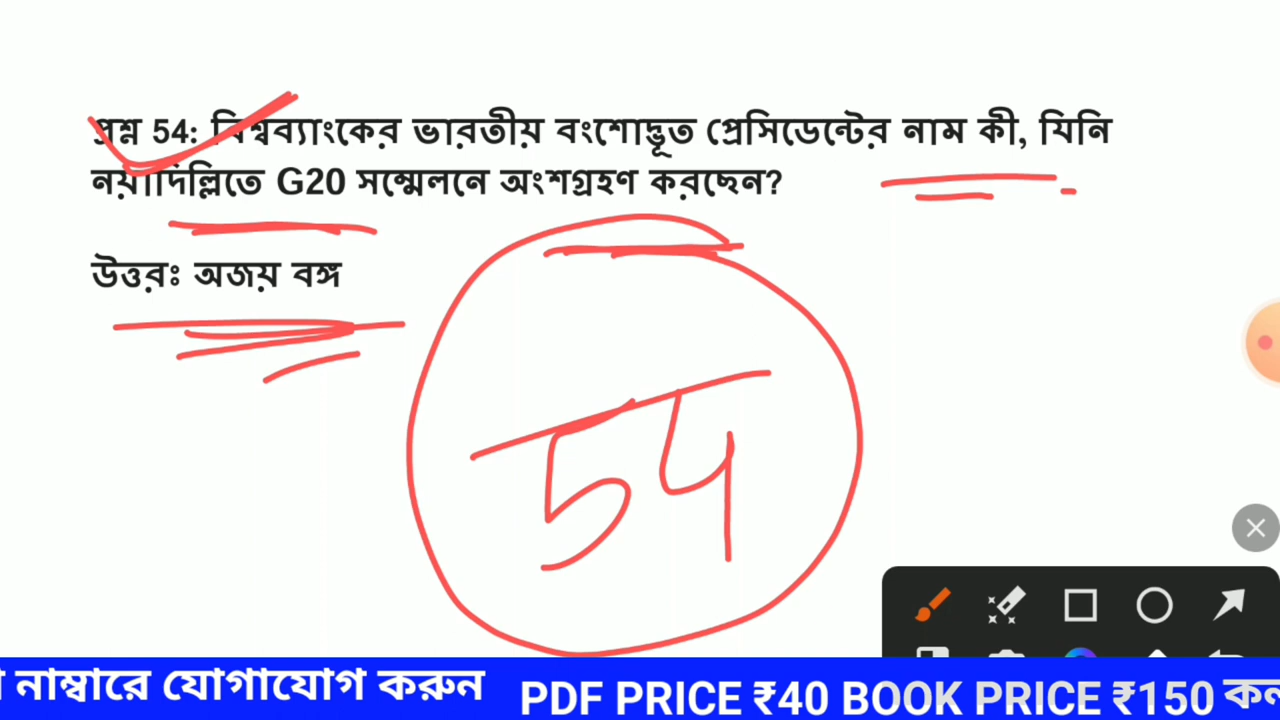 প্রশ্ন 54: বিশ্বব্যাংকের ভারতীয় বংশোদ্ভূত প্রেসিডেন্টের নাম কী, যিনি
নয়াদিল্লিতে G20 সম্মেলনে অংশগ্রহণ করছেন?
উত্তরঃ অজয় বঙ্গ
54
নাম্বারে যোগাযোগ করুন PDF PRICE ₹40 BOOK PRICE ₹150